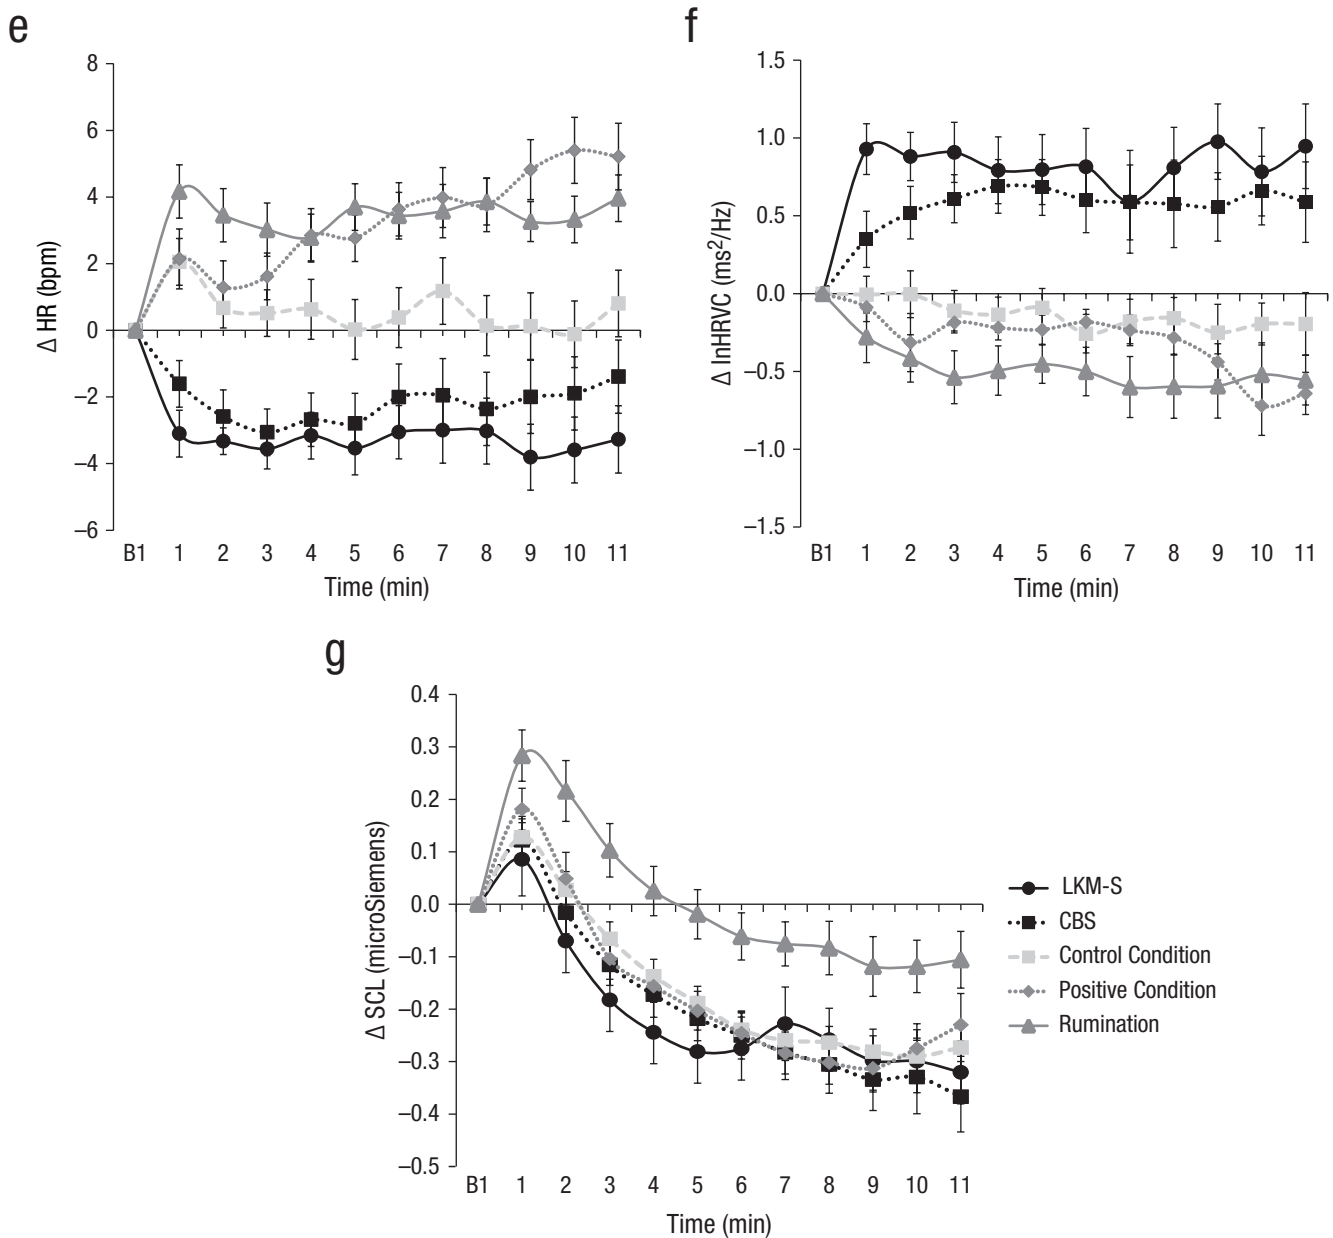 e
8
6
4
2
0
–2
–4
–6
Δ HR (bpm)
B1 1 2 3 4 5 6 7 8 9 10 11
Time (min)
f
1.5
1.0
0.5
0.0
–0.5
–1.0
–1.5
Δ lnHRVC (ms²/Hz)
B1 1 2 3 4 5 6 7 8 9 10 11
Time (min)
g
0.4
0.3
0.2
0.1
0.0
–0.1
–0.2
–0.3
–0.4
–0.5
Δ SCL (microSiemens)
B1 1 2 3 4 5 6 7 8 9 10 11
Time (min)
LKM-S
CBS
Control Condition
Positive Condition
Rumination